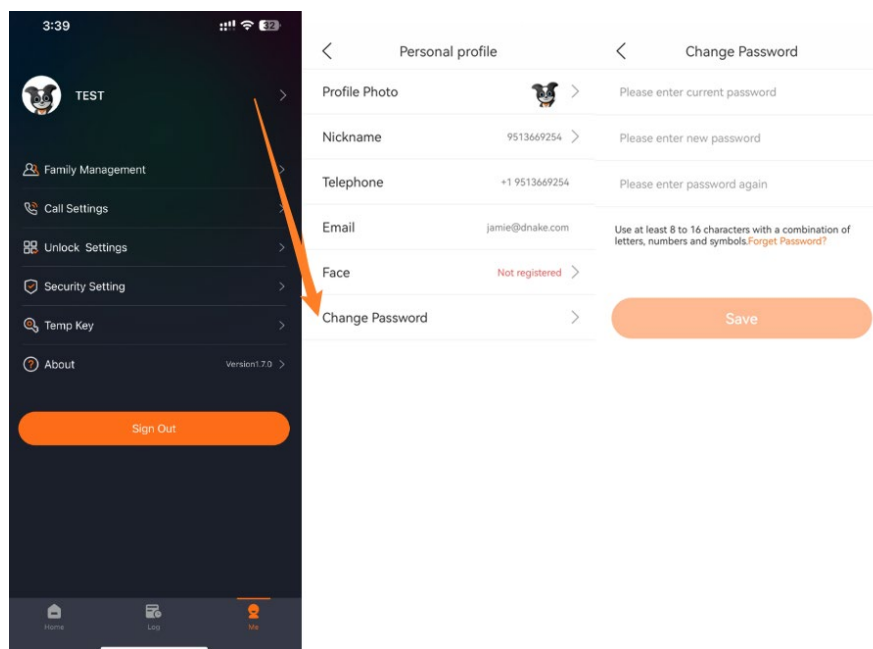 3:39
32
TEST
Family Management
Call Settings
Unlock Settings
Security Setting
Temp Key
About
Version1.7.0
Sign Out
Home
Log
Me
Personal profile
Profile Photo
Nickname
9513669254
Telephone
+1 9513669254
Email
jamie@dnake.com
Face
Not registered
Change Password
Change Password
Please enter current password
Please enter new password
Please enter password again
Use at least 8 to 16 characters with a combination of
letters, numbers and symbols.Forget Password?
Save